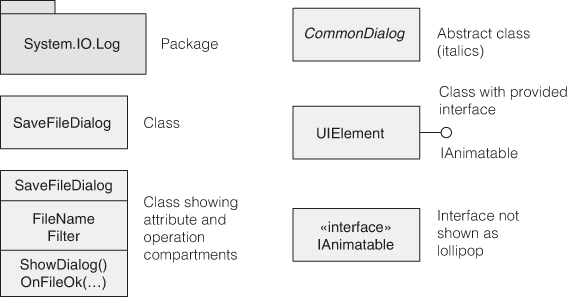 System.IO.Log
Package
SaveFileDialog
Class
SaveFileDialog
FileName
Filter
ShowDialog()
OnFileOk(...)
Class showing
attribute and
operation
compartments
CommonDialog
Abstract class
(italics)
UIElement
Class with provided
interface
IAnimatable
«interface»
IAnimatable
Interface not
shown as
lollipop